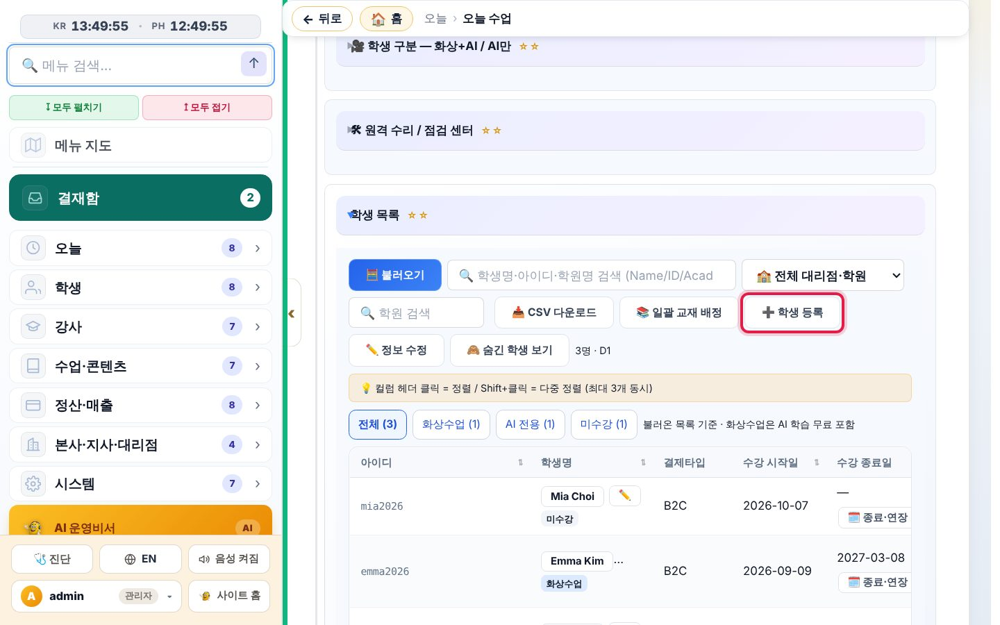 KR 13:49:55 • PH 12:49:55
🔍 메뉴 검색... ↑
↧ 모두 펼치기
↥ 모두 접기
메뉴 지도
결재함 2
오늘 8 ›
학생 8 ›
강사 7 ›
수업·콘텐츠 7 ›
정산·매출 8 ›
본사·지사·대리점 4 ›
시스템 7 ›
AI 운영비서 AI
🩺 진단
EN
음성 켜짐
A admin 관리자
사이트 홈
← 뒤로
🏠 홈
오늘 › 오늘 수업
«
🎥 학생 구분 — 화상+AI / AI만 ☆☆
🛠 원격 수리 / 점검 센터 ☆☆
학생 목록 ☆☆
🧮 불러오기
🔍 학생명·아이디·학원명 검색 (Name/ID/Acad
🏫 전체 대리점·학원
🔍 학원 검색
📥 CSV 다운로드
📚 일괄 교재 배정
➕ 학생 등록
✏️ 정보 수정
🙈 숨긴 학생 보기
3명 · D1
💡 컬럼 헤더 클릭 = 정렬 / Shift+클릭 = 다중 정렬 (최대 3개 동시)
전체 (3)
화상수업 (1)
AI 전용 (1)
미수강 (1)
불러온 목록 기준 · 화상수업은 AI 학습 무료 포함
아이디 ⇅ 학생명 ⇅ 결제타입 수강 시작일 ⇅ 수강 종료일
mia2026 Mia Choi ✏️ B2C 2026-10-07 —
미수강 🗓️ 종료·연장
emma2026 Emma Kim ... B2C 2026-09-09 2027-03-08
화상수업 🗓️ 종료·연장